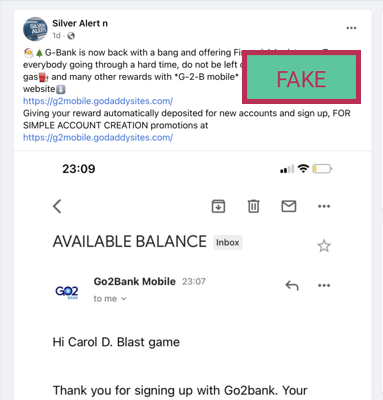 Silver Alert n
1d
G-Bank is now back with a bang and offering
everybody going through a hard time, do not be left
gas and many other rewards with *G-2-B mobile*
website
https://g2mobile.godaddysites.com/
Giving your reward automatically deposited for new accounts and sign up, FOR
SIMPLE ACCOUNT CREATION promotions at
https://g2mobile.godaddysites.com/
FAKE
23:09
AVAILABLE BALANCE Inbox
Go2Bank Mobile 23:07
to me
GO2
BANK
Hi Carol D. Blast game
Thank you for signing up with Go2bank. Your